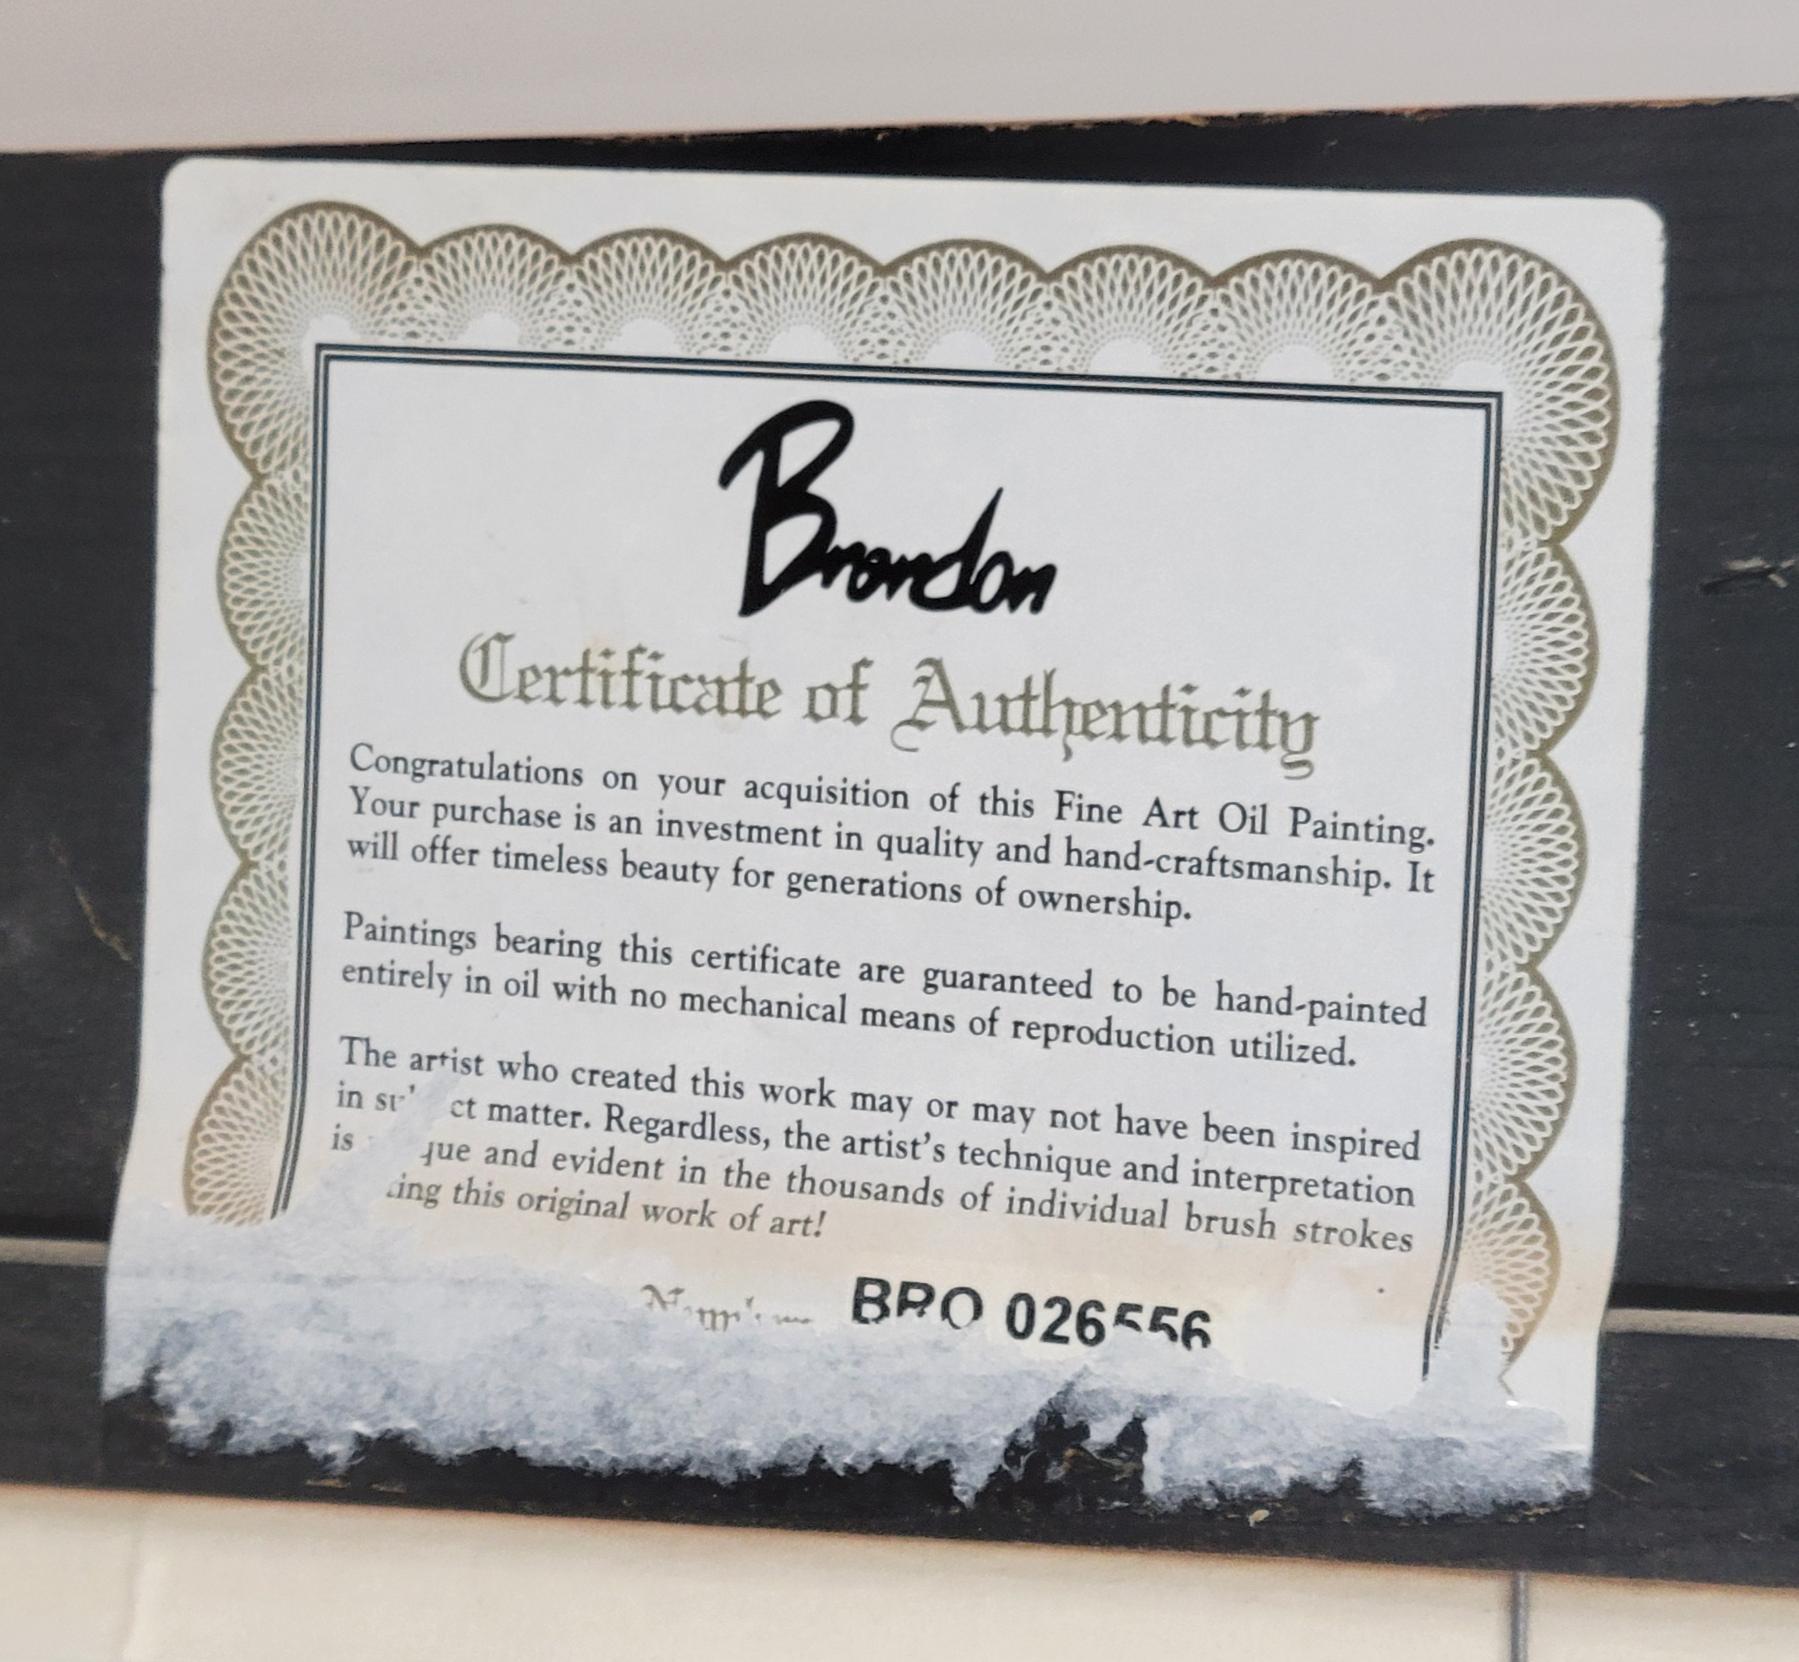 Brandon
Certificate of Authenticity
Congratulations on your acquisition of this Fine Art Oil Painting.
Your purchase is an investment in quality and hand-craftsmanship. It
will offer timeless beauty for generations of ownership.
Paintings bearing this certificate are guaranteed to be hand-painted
entirely in oil with no mechanical means of reproduction utilized.
The artist who created this work may or may not have been inspired
in matter. Regardless, the artist's technique and interpretation
is and evident in the thousands of individual brush strokes
this original work of art!
BRO 026556